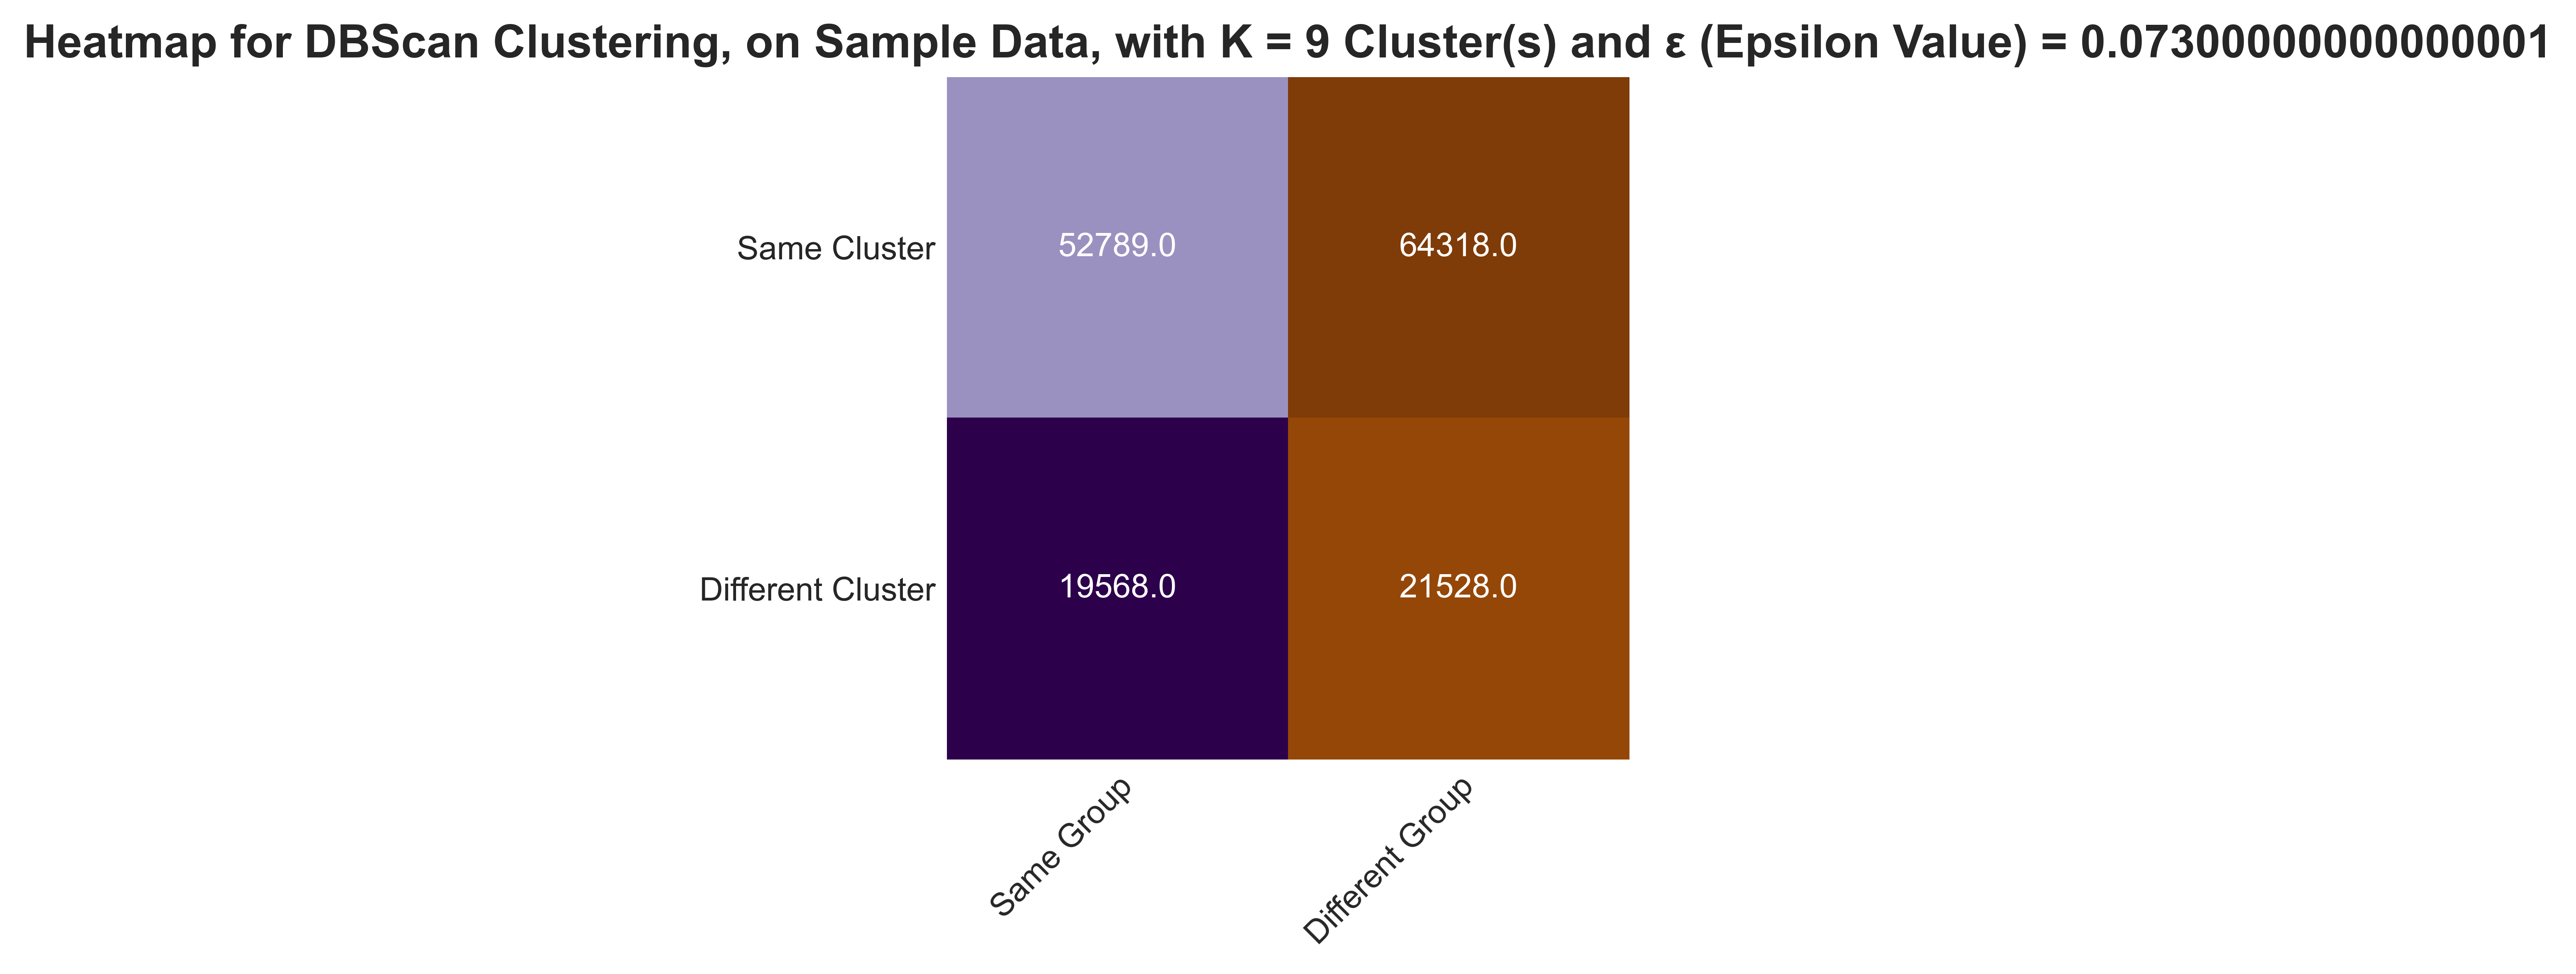 Heatmap for DBScan Clustering, on Sample Data, with K = 9 Cluster(s) and ε (Epsilon Value) = 0.07300000000000001
Same Cluster
52789.0
64318.0
Different Cluster
19568.0
21528.0
Same Group
Different Group